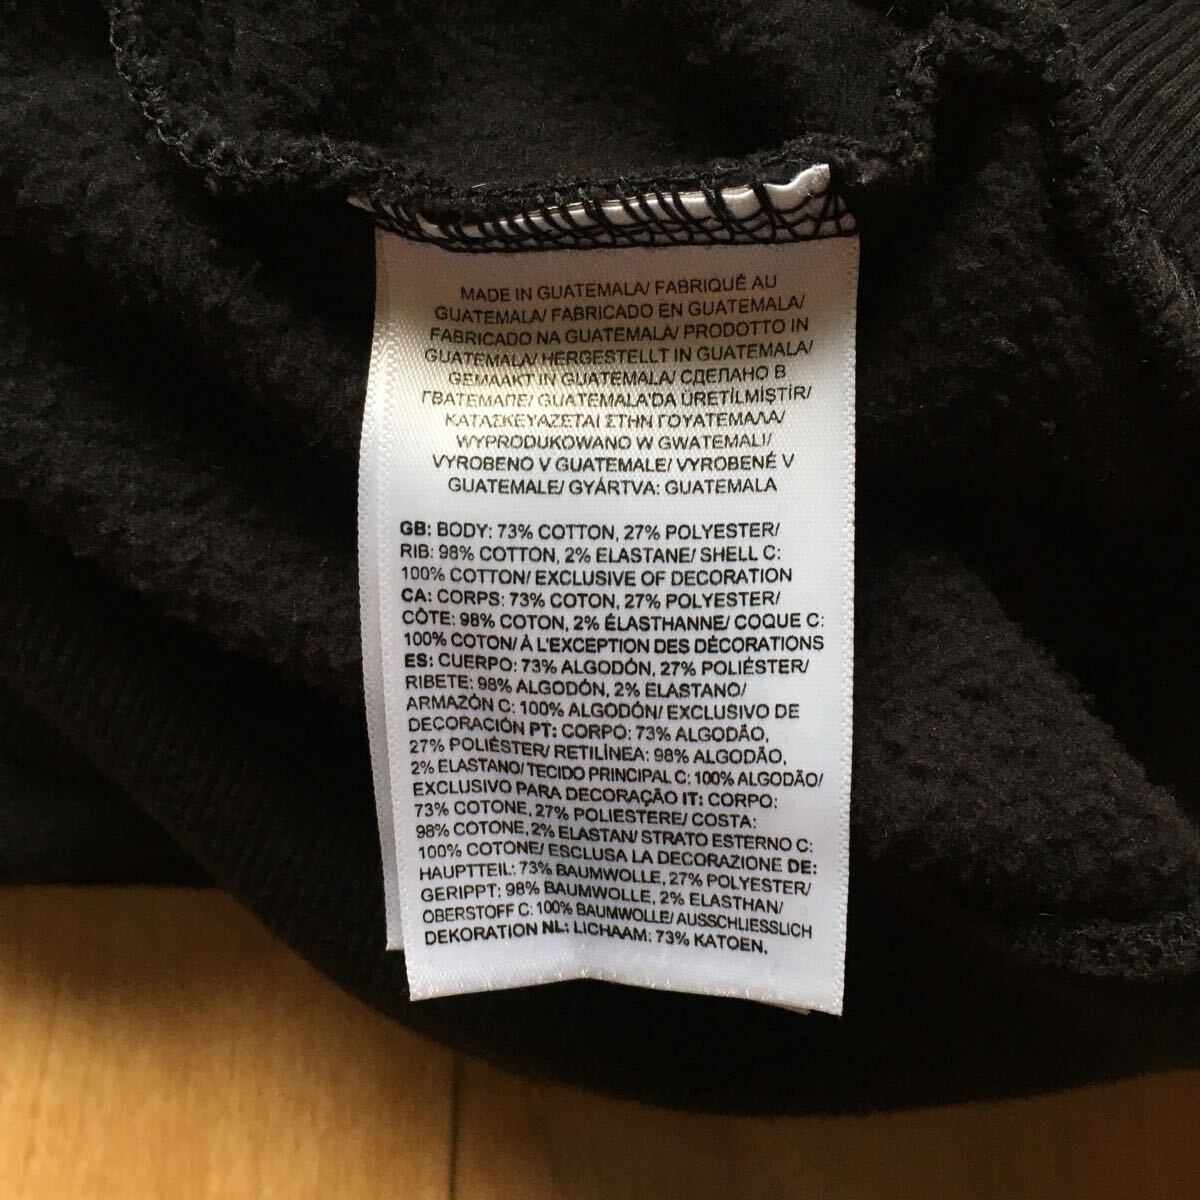 MADE IN GUATEMALA/ FABRIQUÉ AU
GUATEMALA/ FABRICADO EN GUATEMALA/
FABRICADO NA GUATEMALA/ PRODOTTO IN
GUATEMALA/ HERGESTELLT IN GUATEMALA/
GEMAAKT IN GUATEMALA/ СДЕЛАНО В
ГВАТЕМАЛЕ/ GUATEMALA'DA ÜRETİLMİŞTİR/
ΚΑΤΑΣΚΕΥΑΖΕΤΑΙ ΣΤΗΝ ΓΟΥΑΤΕΜΑΛΑ/
WYPRODUKOWANO W GWATEMALI/
VYROBENO V GUATEMALE/ VYROBENÉ V
GUATEMALE/ GYÁRTVA: GUATEMALA
GB: BODY: 73% COTTON, 27% POLYESTER/
RIB: 98% COTTON, 2% ELASTANE/ SHELL C:
100% COTTON/ EXCLUSIVE OF DECORATION
CA: CORPS: 73% COTON, 27% POLYESTER/
CÔTE: 98% COTON, 2% ÉLASTHANNE/ COQUE C:
100% COTON/ À L'EXCEPTION DES DÉCORATIONS
ES: CUERPO: 73% ALGODÓN, 27% POLIÉSTER/
RIBETE: 98% ALGODÓN, 2% ELASTANO/
ARMAZÓN C: 100% ALGODÓN/ EXCLUSIVO DE
DECORACIÓN PT: CORPO: 73% ALGODÃO,
27% POLIÉSTER/ RETILÍNEA: 98% ALGODÃO,
2% ELASTANO/ TECIDO PRINCIPAL C: 100% ALGODÃO/
EXCLUSIVO PARA DECORAÇÃO IT: CORPO:
73% COTONE, 27% POLIESTERE/ COSTA:
98% COTONE, 2% ELASTAN/ STRATO ESTERNO C:
100% COTONE/ ESCLUSA LA DECORAZIONE DE:
HAUPTTEIL: 73% BAUMWOLLE, 27% POLYESTER/
GERIPPT: 98% BAUMWOLLE, 2% ELASTHAN/
OBERSTOFF C: 100% BAUMWOLLE/ AUSSCHLIESSLICH
DEKORATION NL: LICHAAM: 73% KATOEN,